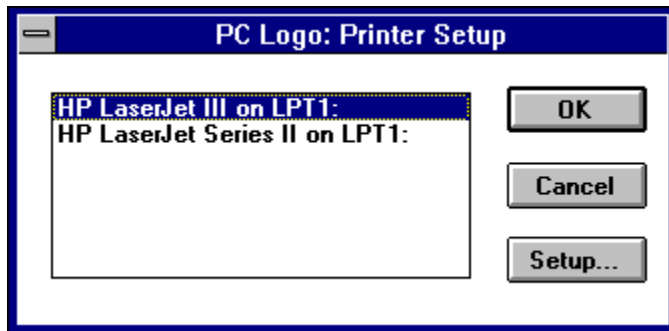 PC Logo: Printer Setup
HP LaserJet III on LPT1:
HP LaserJet Series II on LPT1:
OK
Cancel
Setup...